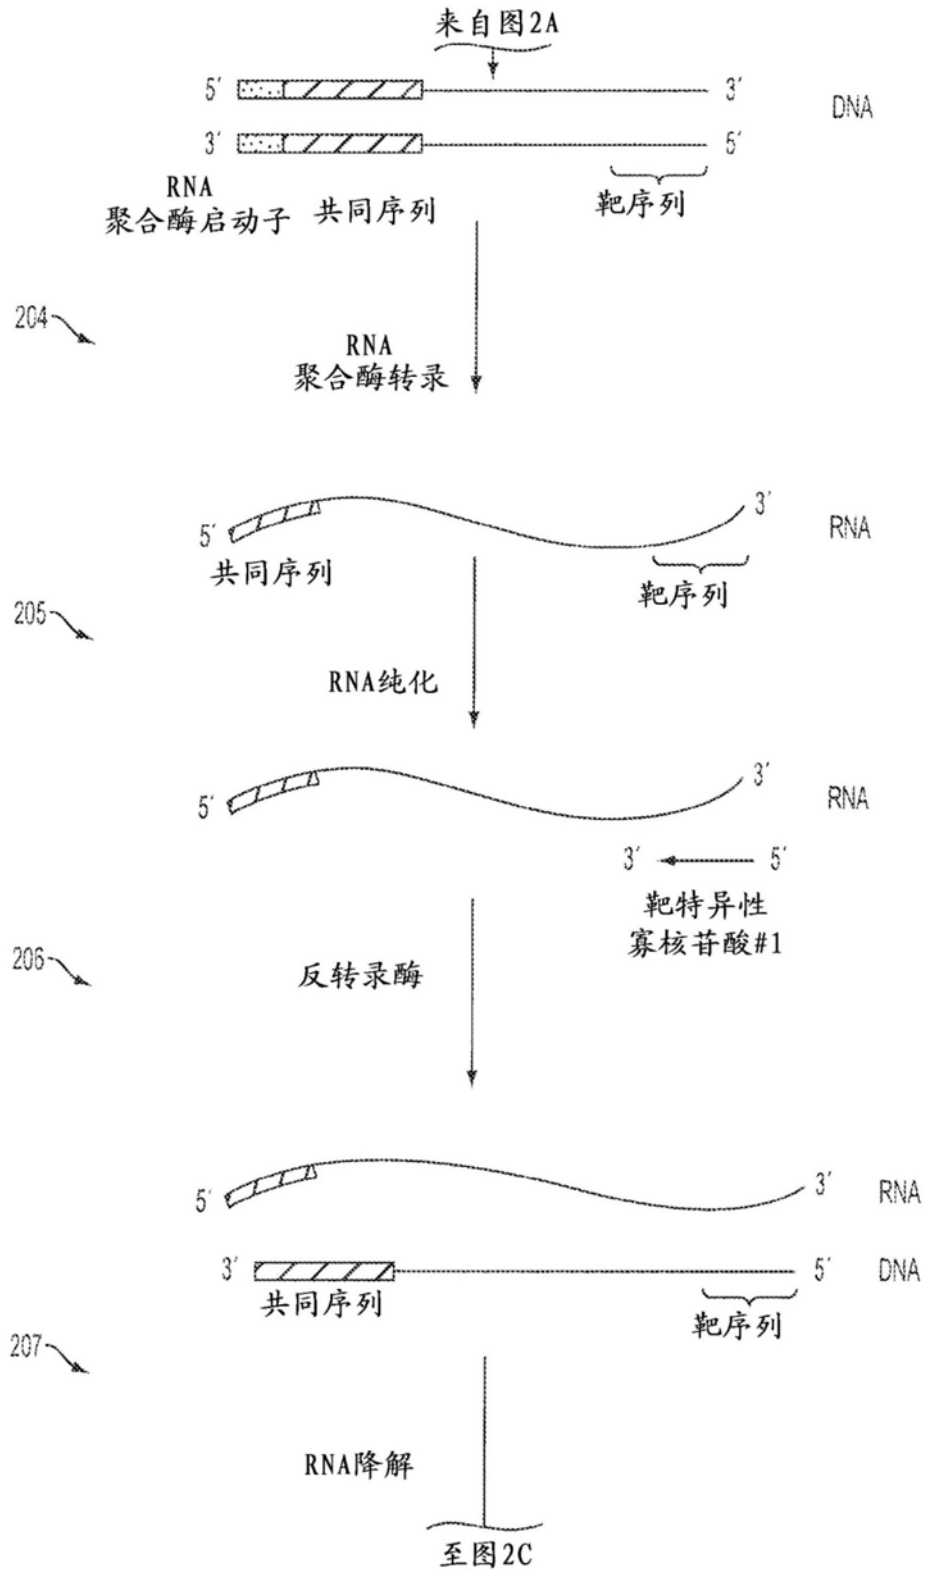 来自图2A
5′ 3′
DNA
3′ 5′
RNA
聚合酶启动子 共同序列 靶序列
204
RNA
聚合酶转录
3′
5′ RNA
共同序列 靶序列
205
RNA纯化
3′
5′ RNA
3′ 5′
靶特异性
寡核苷酸#1
206 反转录酶
5′ 3′ RNA
3′ 5′ DNA
共同序列 靶序列
207
RNA降解
至图2C